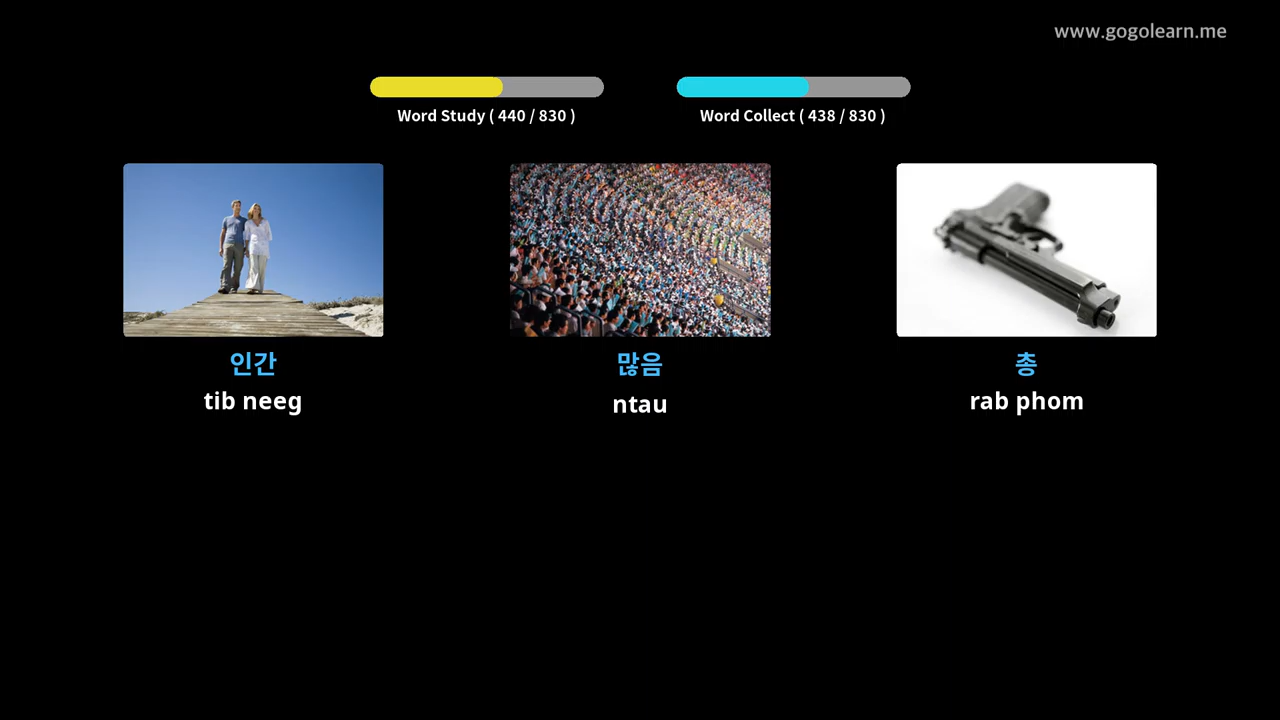 www.gogolearn.me
Word Study ( 440 / 830 )
Word Collect ( 438 / 830 )
인간
많음
총
tib neeg
ntau
rab phom